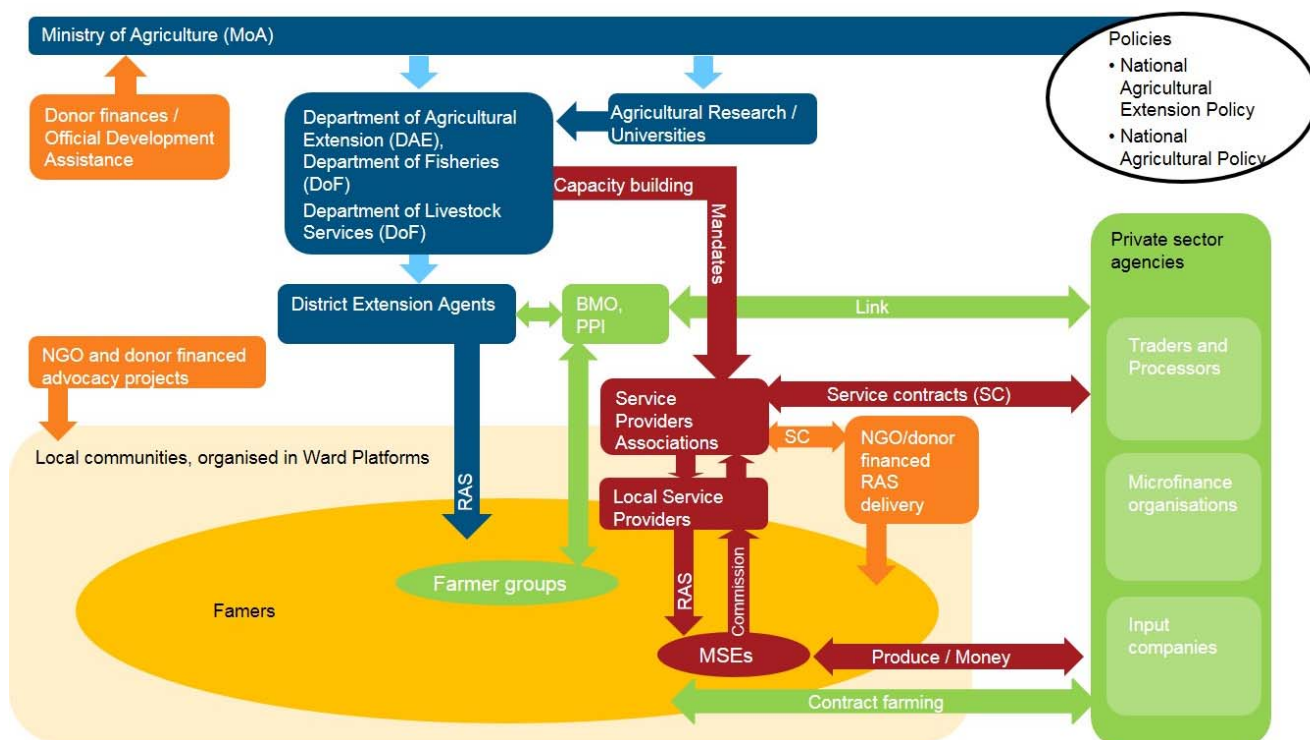 Ministry of Agriculture (MoA)
Policies
• National
Agricultural
Extension Policy
• National
Agricultural Policy
Donor finances /
Official Development
Assistance
Department of Agricultural
Extension (DAE),
Department of Fisheries
(DoF)
Department of Livestock
Services (DoF)
Agricultural Research /
Universities
Capacity building
Mandates
Private sector
agencies
District Extension Agents
BMO,
PPI
Link
NGO and donor financed
advocacy projects
Traders and
Processors
Service
Providers
Associations
Service contracts (SC)
SC
NGO/donor
financed
RAS
delivery
Local communities, organised in Ward Platforms
RAS
Local Service
Providers
Microfinance
organisations
RAS
Commission
Farmer groups
Famers
MSEs
Produce / Money
Input
companies
Contract farming